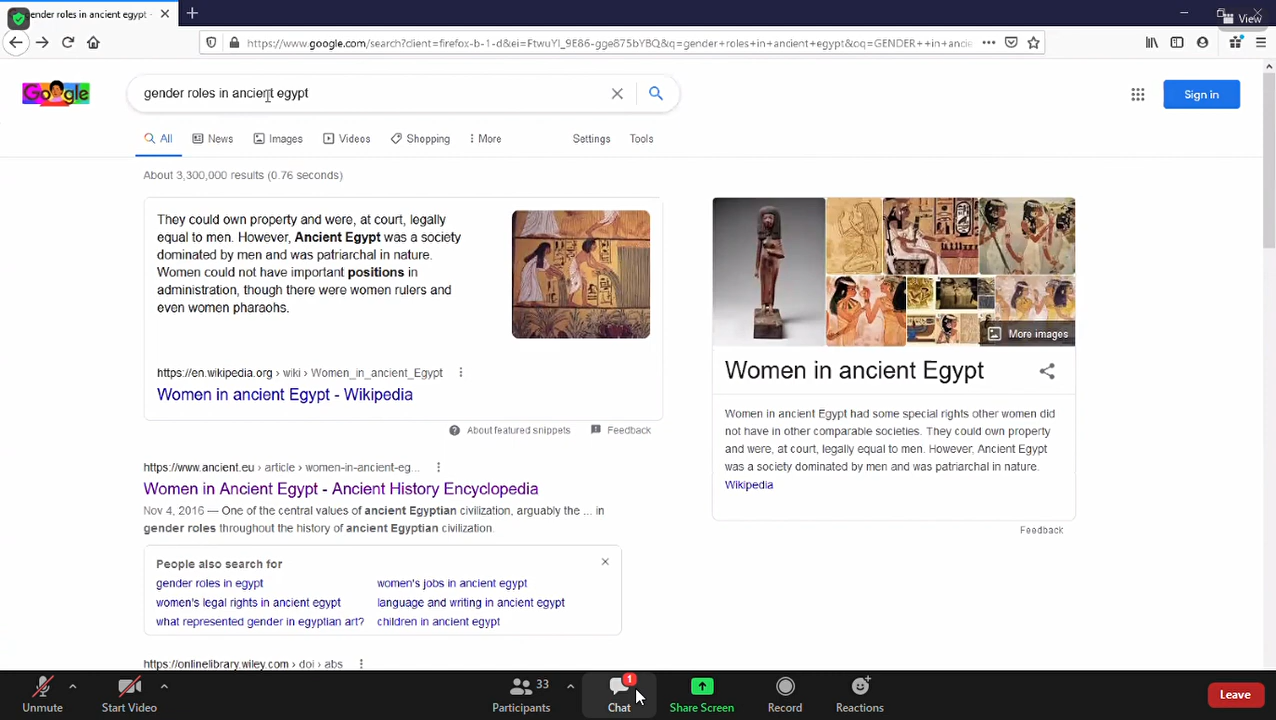 gender roles in ancient egypt -
View
https://www.google.com/search?client=firefox-b-1-d&ei=FtwuYI_9E86-gge875bYBQ&q=gender+roles+in+ancient+egypt&oq=GENDER++in+ancie
Google
gender roles in ancient egypt
Sign in
All News Images Videos Shopping More Settings Tools
About 3,300,000 results (0.76 seconds)
They could own property and were, at court, legally
equal to men. However, Ancient Egypt was a society
dominated by men and was patriarchal in nature.
Women could not have important positions in
administration, though there were women rulers and
even women pharaohs.
https://en.wikipedia.org › wiki › Women_in_ancient_Egypt
Women in ancient Egypt - Wikipedia
About featured snippets Feedback
https://www.ancient.eu › article › women-in-ancient-eg...
Women in Ancient Egypt - Ancient History Encyclopedia
Nov 4, 2016 — One of the central values of ancient Egyptian civilization, arguably the ... in
gender roles throughout the history of ancient Egyptian civilization.
People also search for
gender roles in egypt women's jobs in ancient egypt
women's legal rights in ancient egypt language and writing in ancient egypt
what represented gender in egyptian art? children in ancient egypt
https://onlinelibrary.wiley.com › doi › abs
More images
Women in ancient Egypt
Women in ancient Egypt had some special rights other women did
not have in other comparable societies. They could own property
and were, at court, legally equal to men. However, Ancient Egypt
was a society dominated by men and was patriarchal in nature.
Wikipedia
Feedback
33 1
Unmute Start Video Participants Chat Share Screen Record Reactions Leave